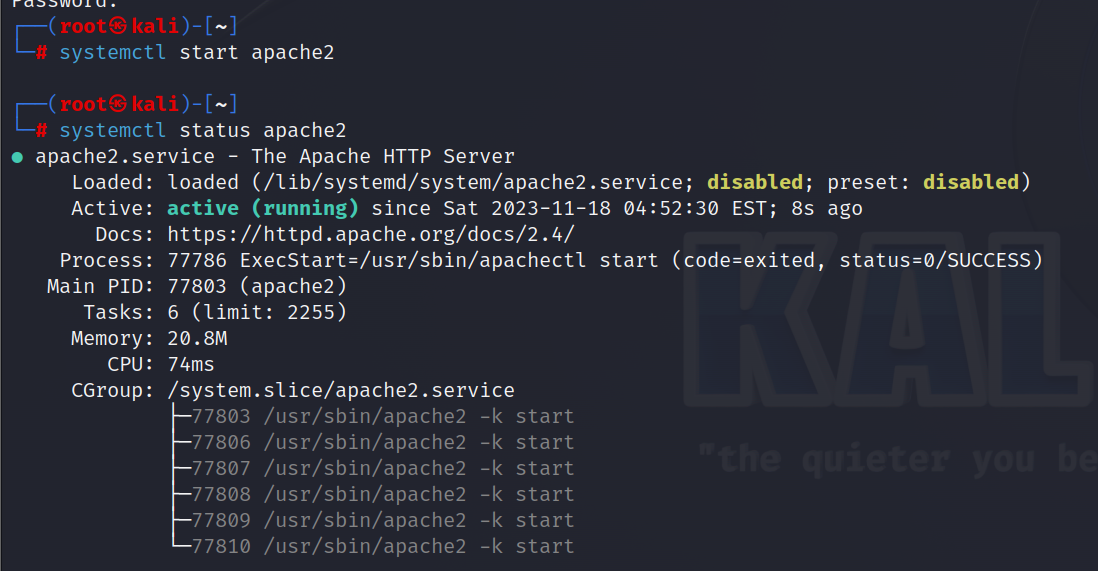 Password:
┌──(root㉿kali)-[~]
└─# systemctl start apache2
┌──(root㉿kali)-[~]
└─# systemctl status apache2
● apache2.service - The Apache HTTP Server
Loaded: loaded (/lib/systemd/system/apache2.service; disabled; preset: disabled)
Active: active (running) since Sat 2023-11-18 04:52:30 EST; 8s ago
Docs: https://httpd.apache.org/docs/2.4/
Process: 77786 ExecStart=/usr/sbin/apachectl start (code=exited, status=0/SUCCESS)
Main PID: 77803 (apache2)
Tasks: 6 (limit: 2255)
Memory: 20.8M
CPU: 74ms
CGroup: /system.slice/apache2.service
├─77803 /usr/sbin/apache2 -k start
├─77806 /usr/sbin/apache2 -k start
├─77807 /usr/sbin/apache2 -k start
├─77808 /usr/sbin/apache2 -k start
├─77809 /usr/sbin/apache2 -k start
└─77810 /usr/sbin/apache2 -k start
KAL
"the quieter you be